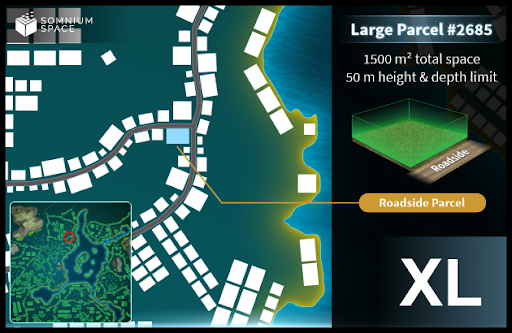 SOMNIUM
SPACE
Large Parcel #2685
1500 m² total space
50 m height & depth limit
Roadside
Roadside Parcel
XL